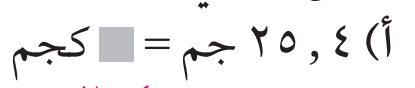 أ) ٢٥,٤ جم = كجم